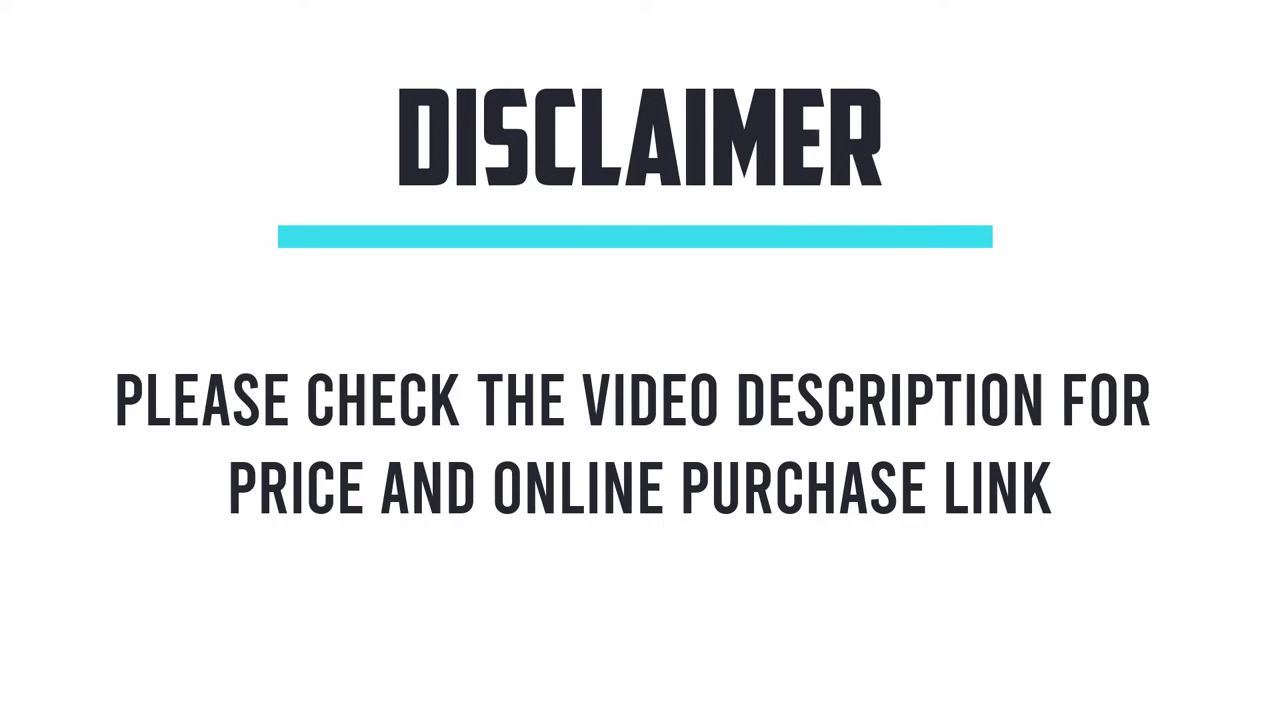 DISCLAIMER
PLEASE CHECK THE VIDEO DESCRIPTION FOR
PRICE AND ONLINE PURCHASE LINK